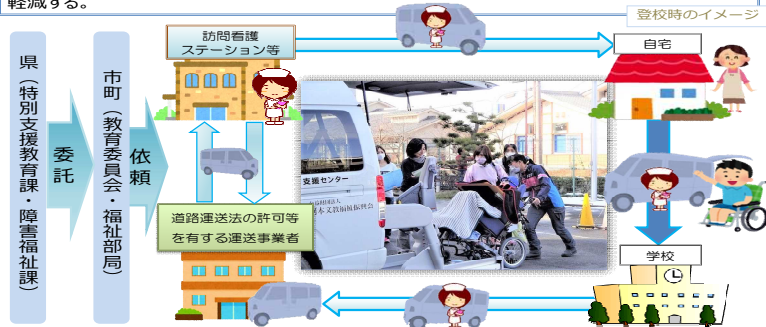 軽減する。
登校時のイメージ
県（特別支援教育課・障害福祉課）
委託
市町（教育委員会・福祉部局）
依頼
訪問看護
ステーション等
自宅
支援センター
道路運送法の許可等
を有する運送事業者
学校